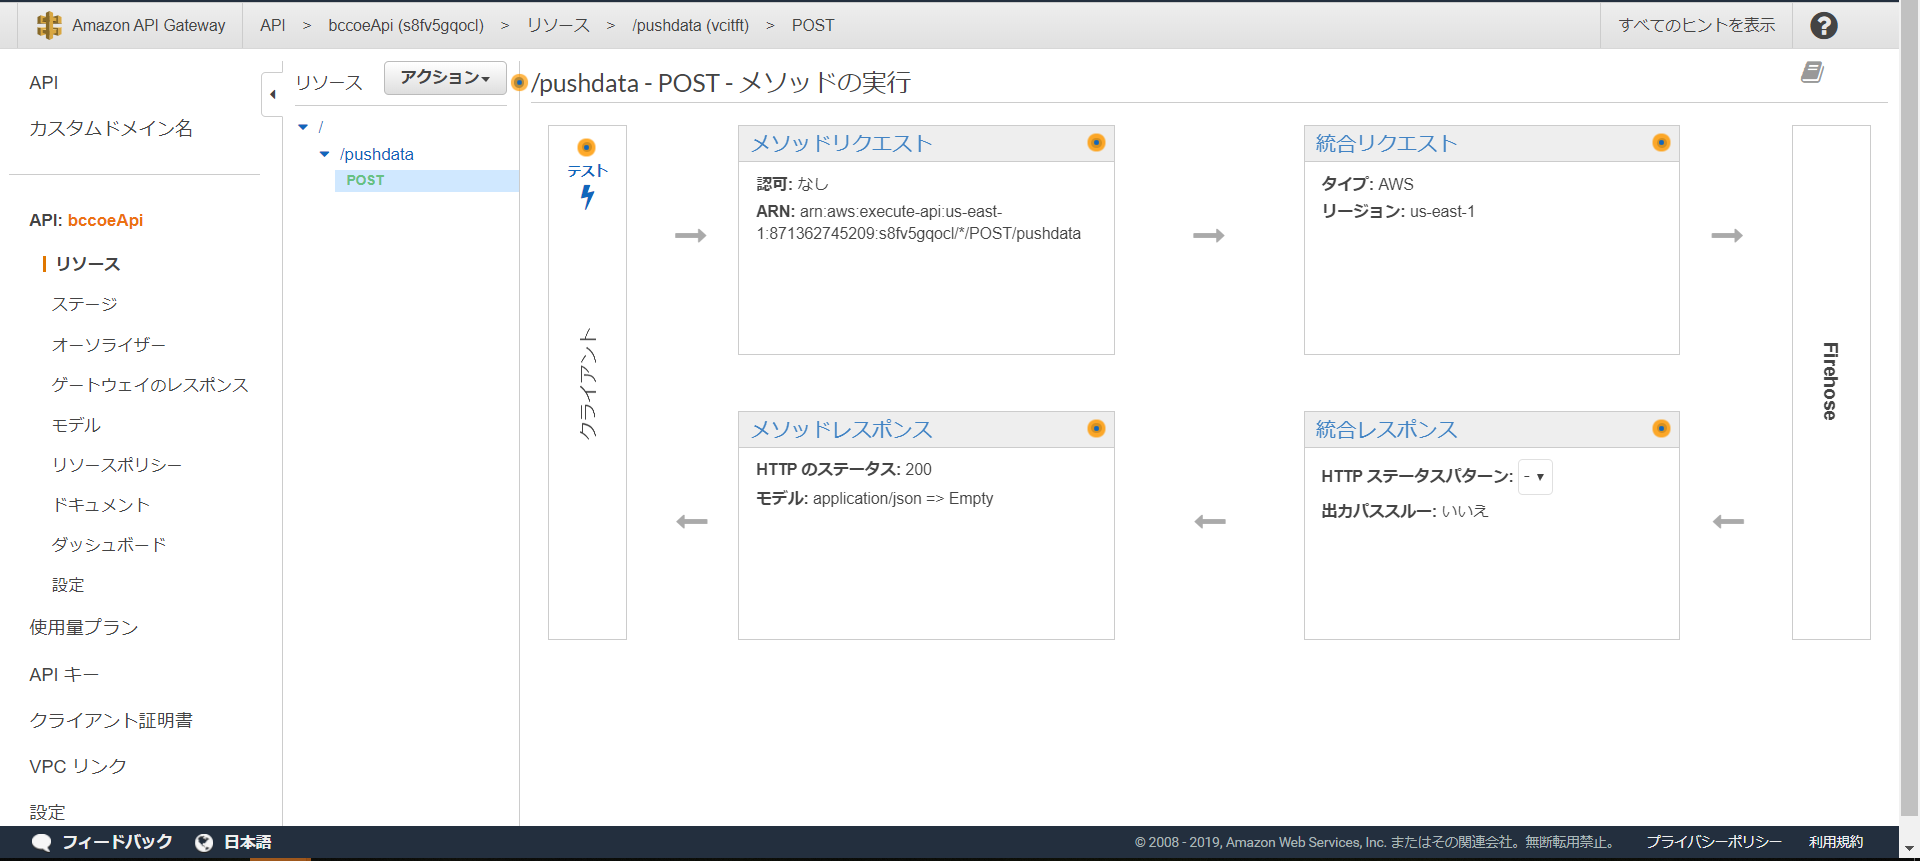 Amazon API Gateway
API > bccoeApi (s8fv5gqocl) > リソース > /pushdata (vcitft) > POST
すべてのヒントを表示
?
API
カスタムドメイン名
API: bccoeApi
リソース
ステージ
オーソライザー
ゲートウェイのレスポンス
モデル
リソースポリシー
ドキュメント
ダッシュボード
設定
使用量プラン
API キー
クライアント証明書
VPC リンク
設定
リソース
アクション
/
/pushdata
POST
/pushdata - POST - メソッドの実行
テスト
クライアント
メソッドリクエスト
認可: なし
ARN: arn:aws:execute-api:us-east-
1:871362745209:s8fv5gqocl/*/POST/pushdata
統合リクエスト
タイプ: AWS
リージョン: us-east-1
Firehose
メソッドレスポンス
HTTP のステータス: 200
モデル: application/json => Empty
統合レスポンス
HTTP ステータスパターン: -
出力パススルー: いいえ
フィードバック
日本語
© 2008 - 2019, Amazon Web Services, Inc. またはその関連会社。無断転用禁止。
プライバシーポリシー
利用規約